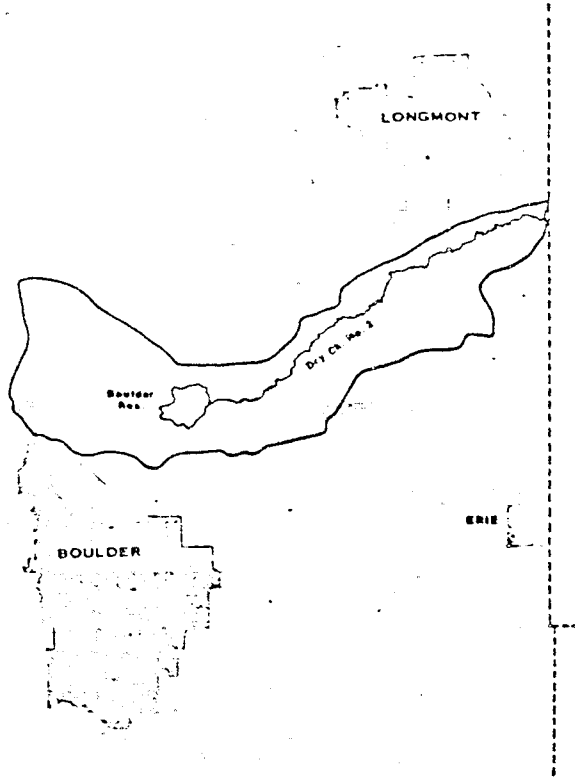 LONGMONT
Dry Ck. No. 2
Boulder
Res.
ERIE
BOULDER